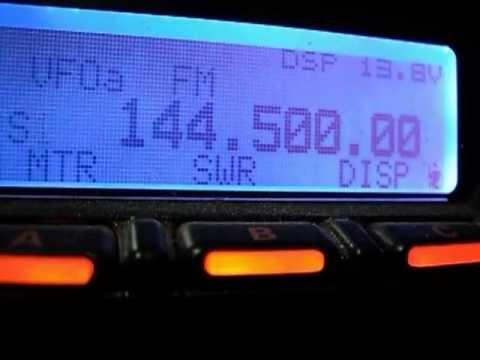 DSP 13.8V
VFOa FM
144.500.00
MTR SWR DISP
A B C